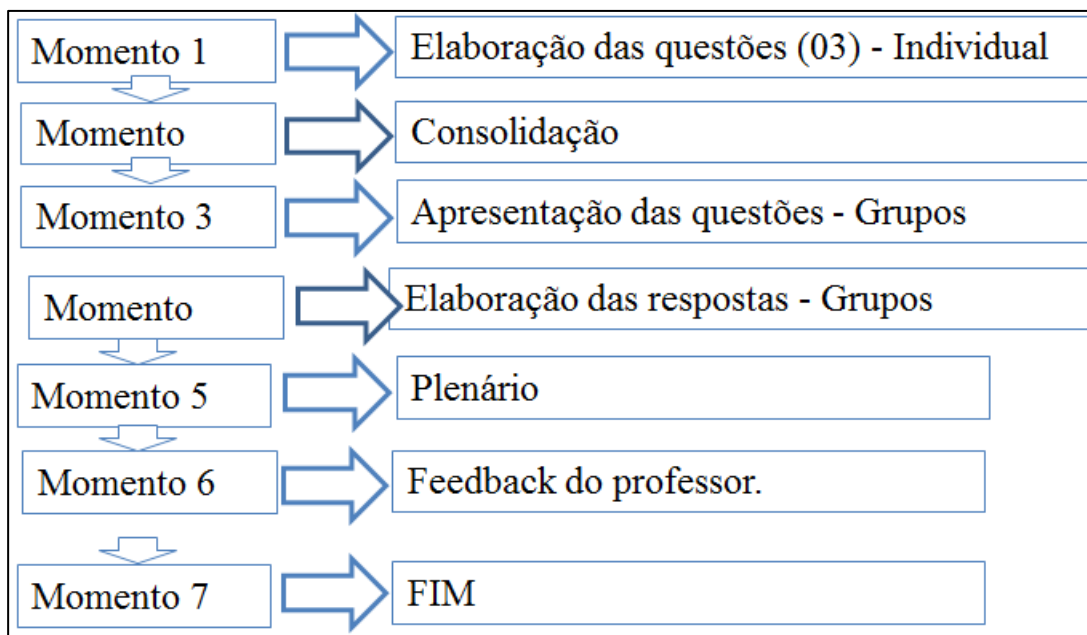 Momento 1
Elaboração das questões (03) - Individual
Momento
Consolidação
Momento 3
Apresentação das questões - Grupos
Momento
Elaboração das respostas - Grupos
Momento 5
Plenário
Momento 6
Feedback do professor.
Momento 7
FIM